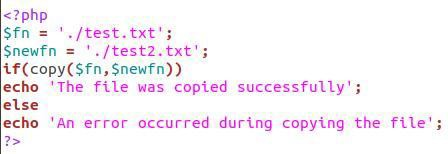 <?php
$fn = './test.txt';
$newfn = './test2.txt';
if(copy($fn,$newfn))
echo 'The file was copied successfully';
else
echo 'An error occurred during copying the file';
?>